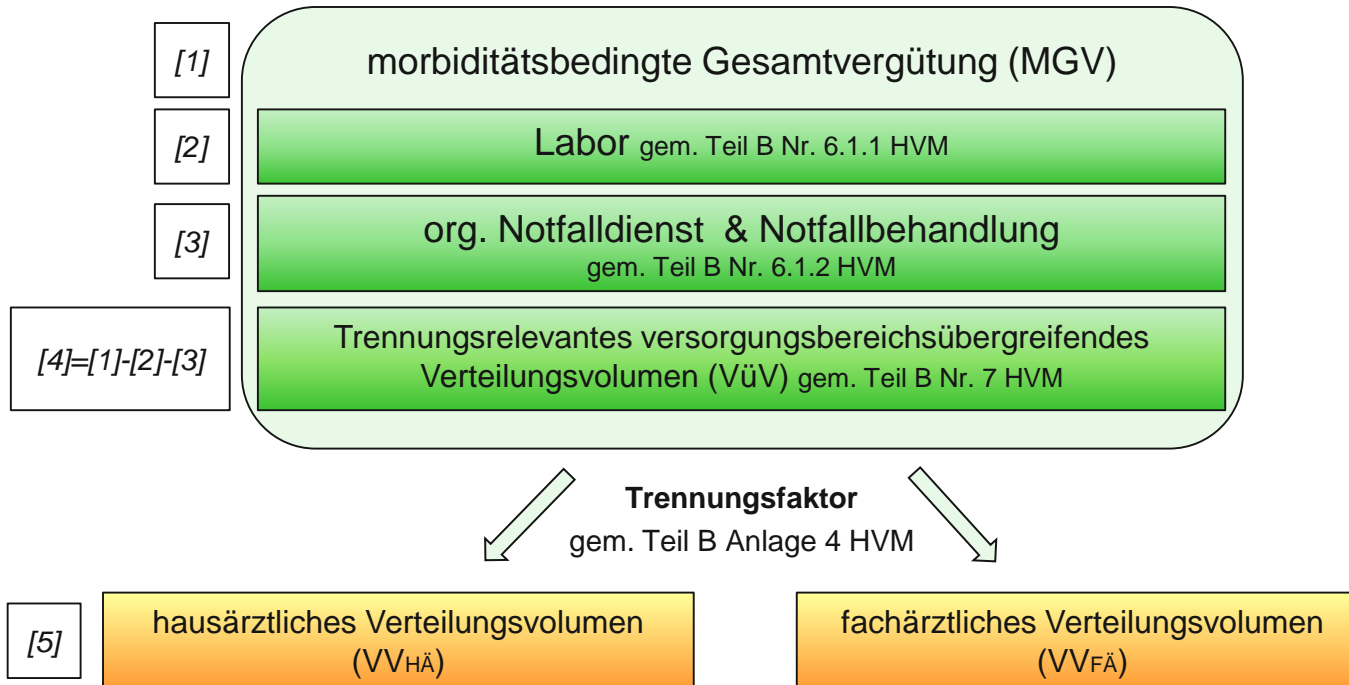 [1]
morbiditätsbedingte Gesamtvergütung (MGV)
[2]
Labor gem. Teil B Nr. 6.1.1 HVM
[3]
org. Notfalldienst & Notfallbehandlung
gem. Teil B Nr. 6.1.2 HVM
[4]=[1]-[2]-[3]
Trennungsrelevantes versorgungsbereichsübergreifendes
Verteilungsvolumen (VüV) gem. Teil B Nr. 7 HVM
Trennungsfaktor
gem. Teil B Anlage 4 HVM
[5]
hausärztliches Verteilungsvolumen
(VVHÄ)
fachärztliches Verteilungsvolumen
(VVFÄ)